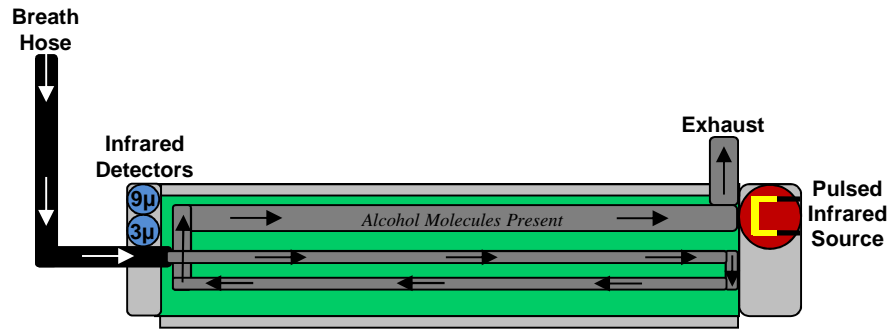 Breath
Hose
Infrared
Detectors
9μ
3μ
Exhaust
Alcohol Molecules Present
Pulsed
Infrared
Source